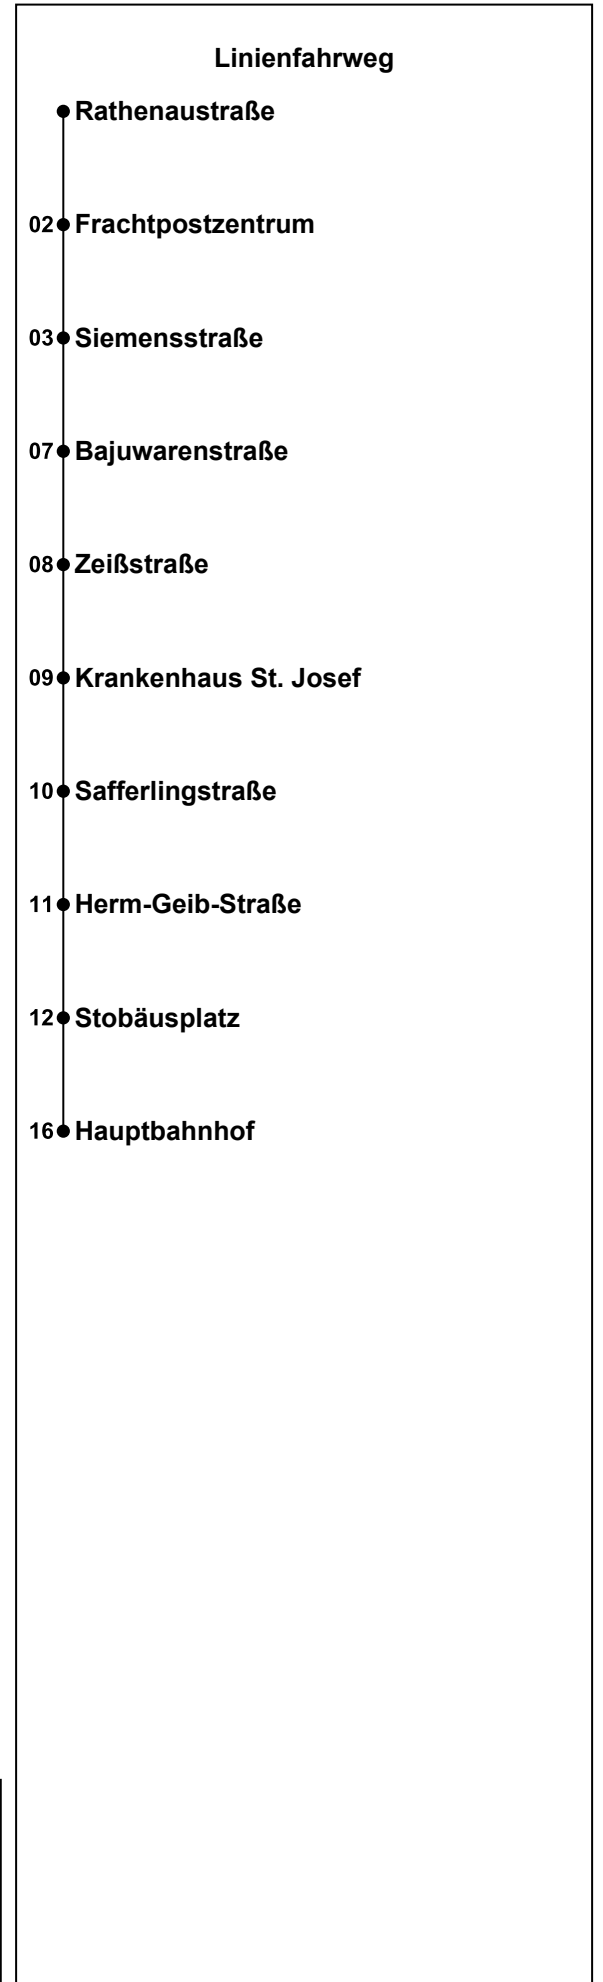 Linienfahrweg
Rathenaustraße
02 Frachtpostzentrum
03 Siemensstraße
07 Bajuwarenstraße
08 Zeißstraße
09 Krankenhaus St. Josef
10 Safferlingstraße
11 Herm-Geib-Straße
12 Stobäusplatz
16 Hauptbahnhof